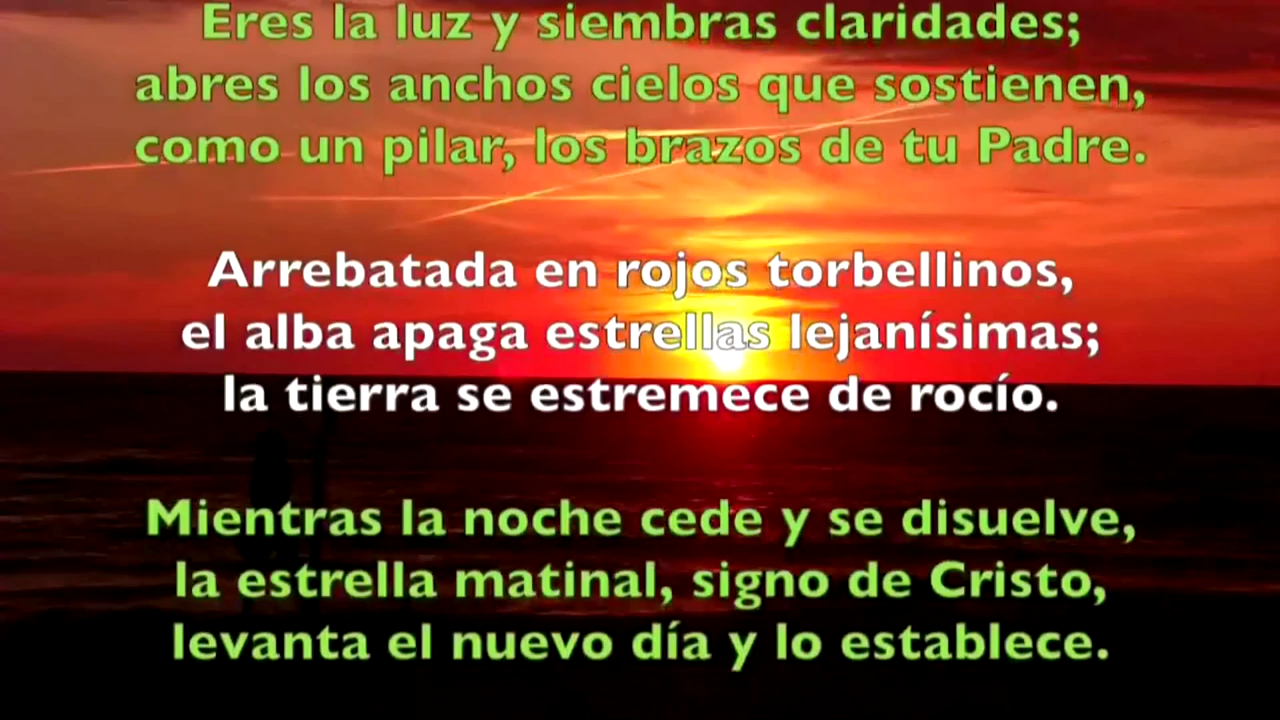 Eres la luz y siembras claridades;
abres los anchos cielos que sostienen,
como un pilar, los brazos de tu Padre.
Arrebatada en rojos torbellinos,
el alba apaga estrellas lejanísimas;
la tierra se estremece de rocío.
Mientras la noche cede y se disuelve,
la estrella matinal, signo de Cristo,
levanta el nuevo día y lo establece.